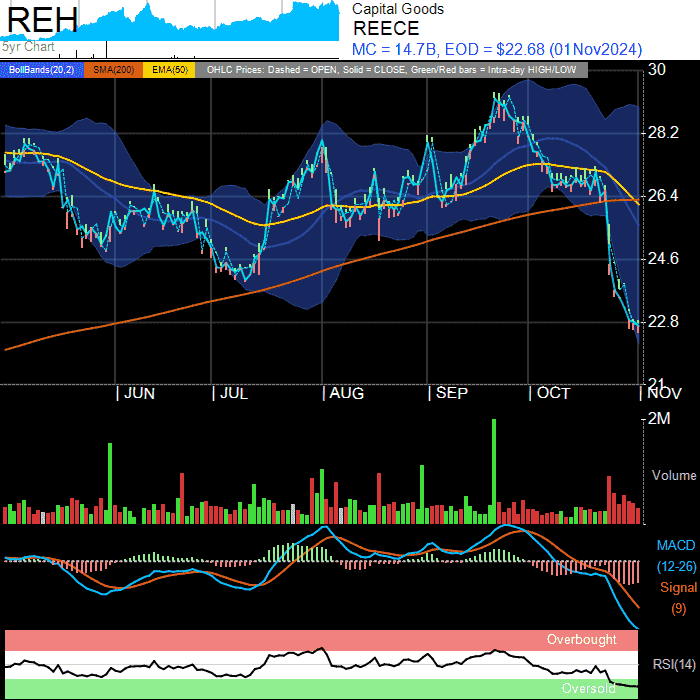 REH
Capital Goods
REECE
5yr Chart
MC = 14.7B, EOD = $22.68 (01Nov2024)
BollBands(20,2) SMA(200) EMA(50) OHLC Prices: Dashed = OPEN, Solid = CLOSE, Green/Red bars = Intra-day HIGH/LOW
30
28.2
26.4
24.6
22.8
21
| JUN | JUL | AUG | SEP | OCT | NOV
2M
Volume
MACD
(12-26)
Signal
(9)
Overbought
RSI(14)
Oversold